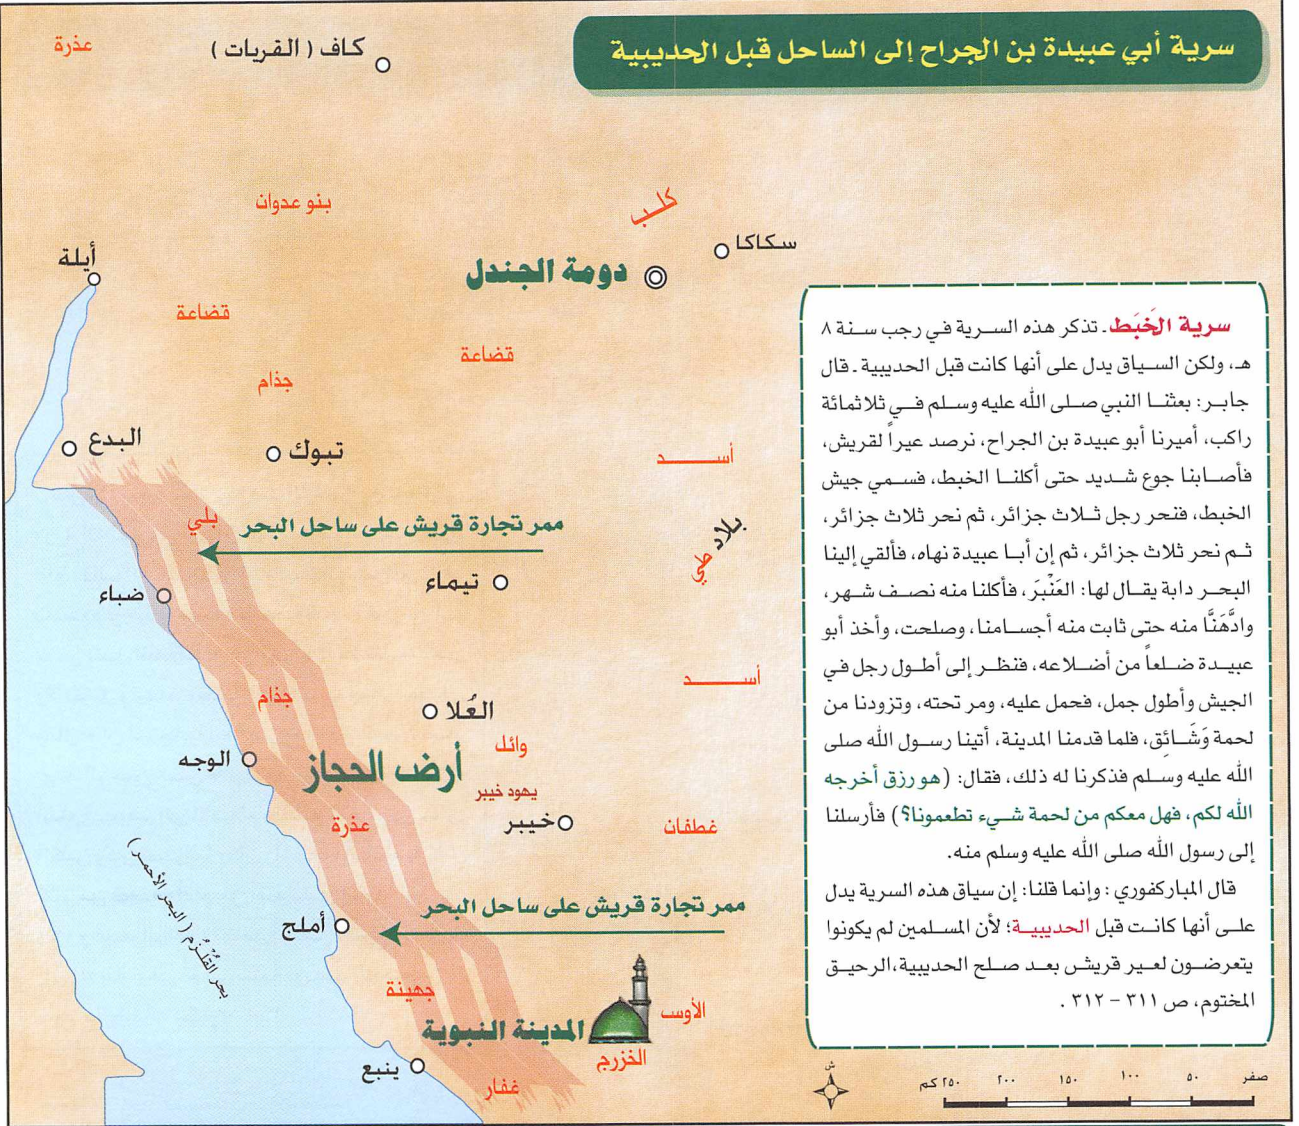 سرية أبي عبيدة بن الجراح إلى الساحل قبل الحديبية
عذرة
كاف ( القريات )
بنو عدوان
كلب
سكاكا
أيلة
دومة الجندل
قضاعة
قضاعة
جذام
البدع
تبوك
أسد
بلي
ممر تجارة قريش على ساحل البحر
بلاد طي
تيماء
ضباء
أسد
جذام
العُلا
وائل
الوجه
أرض الحجاز
يهود خيبر
خيبر
عذرة
غطفان
بحر القُلْزُم ( البحر الأحمر )
أملج
ممر تجارة قريش على ساحل البحر
جهينة
الأوس
المدينة النبوية
الخزرج
ينبع
غفار
سرية الخَبَط ـ تذكر هذه السرية في رجب سنة ٨
هـ، ولكن السياق يدل على أنها كانت قبل الحديبية ـ قال
جابر: بعثنا النبي صلى الله عليه وسلم في ثلاثمائة
راكب، أميرنا أبو عبيدة بن الجراح، نرصد عيراً لقريش،
فأصابنا جوع شديد حتى أكلنا الخبط، فسمي جيش
الخبط، فنحر رجل ثلاث جزائر، ثم نحر ثلاث جزائر،
ثم نحر ثلاث جزائر، ثم إن أبا عبيدة نهاه، فألقي إلينا
البحر دابة يقال لها: العَنْبَرَ، فأكلنا منه نصف شهر،
وادَّهَنَّا منه حتى ثابت منه أجسامنا، وصلحت، وأخذ أبو
عبيدة ضلعاً من أضلاعه، فنظر إلى أطول رجل في
الجيش وأطول جمل، فحمل عليه، ومر تحته، وتزودنا من
لحمة وَشَائِق، فلما قدمنا المدينة، أتينا رسول الله صلى
الله عليه وسلم فذكرنا له ذلك، فقال: (هو رزق أخرجه
الله لكم، فهل معكم من لحمة شيء تطعمونا؟) فأرسلنا
إلى رسول الله صلى الله عليه وسلم منه.
قال المباركفوري : وإنما قلنا: إن سياق هذه السرية يدل
على أنها كانت قبل الحديبية؛ لأن المسلمين لم يكونوا
يتعرضون لعير قريش بعد صلح الحديبية،الرحيق
المختوم، ص ٣١١ – ٣١٢ .
ش
صفر ٥٠ ١٠٠ ١٥٠ ٢٠٠ ٢٥٠ كم